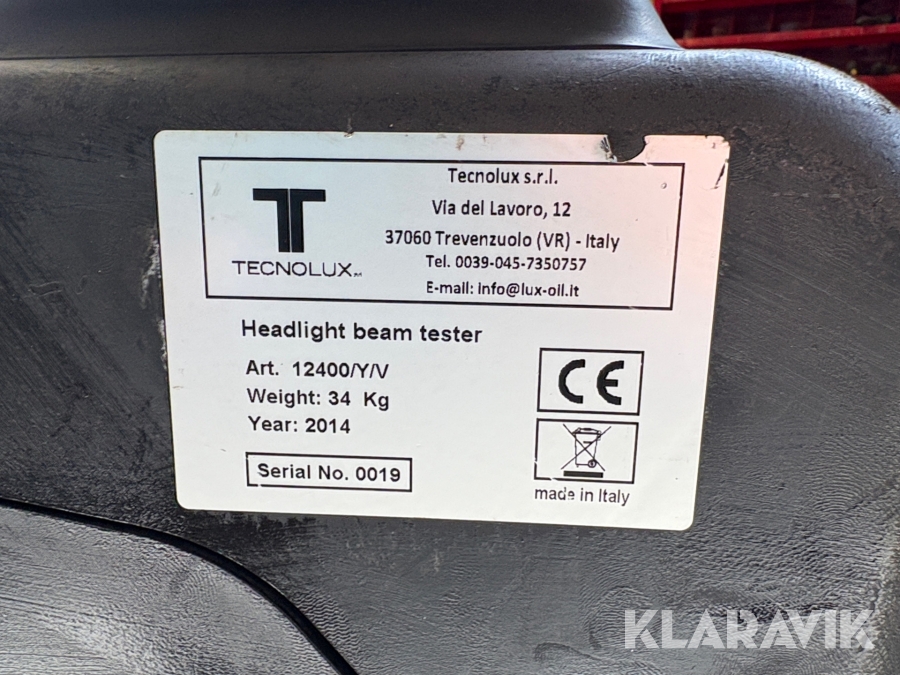 Tecnolux s.r.l.
Via del Lavoro, 12
37060 Trevenzuolo (VR) - Italy
Tel. 0039-045-7350757
E-mail: info@lux-oil.it
TECNOLUX srl
Headlight beam tester
Art. 12400/Y/V
Weight: 34 Kg
Year: 2014
Serial No. 0019
CE
made in Italy
KLARAVIK